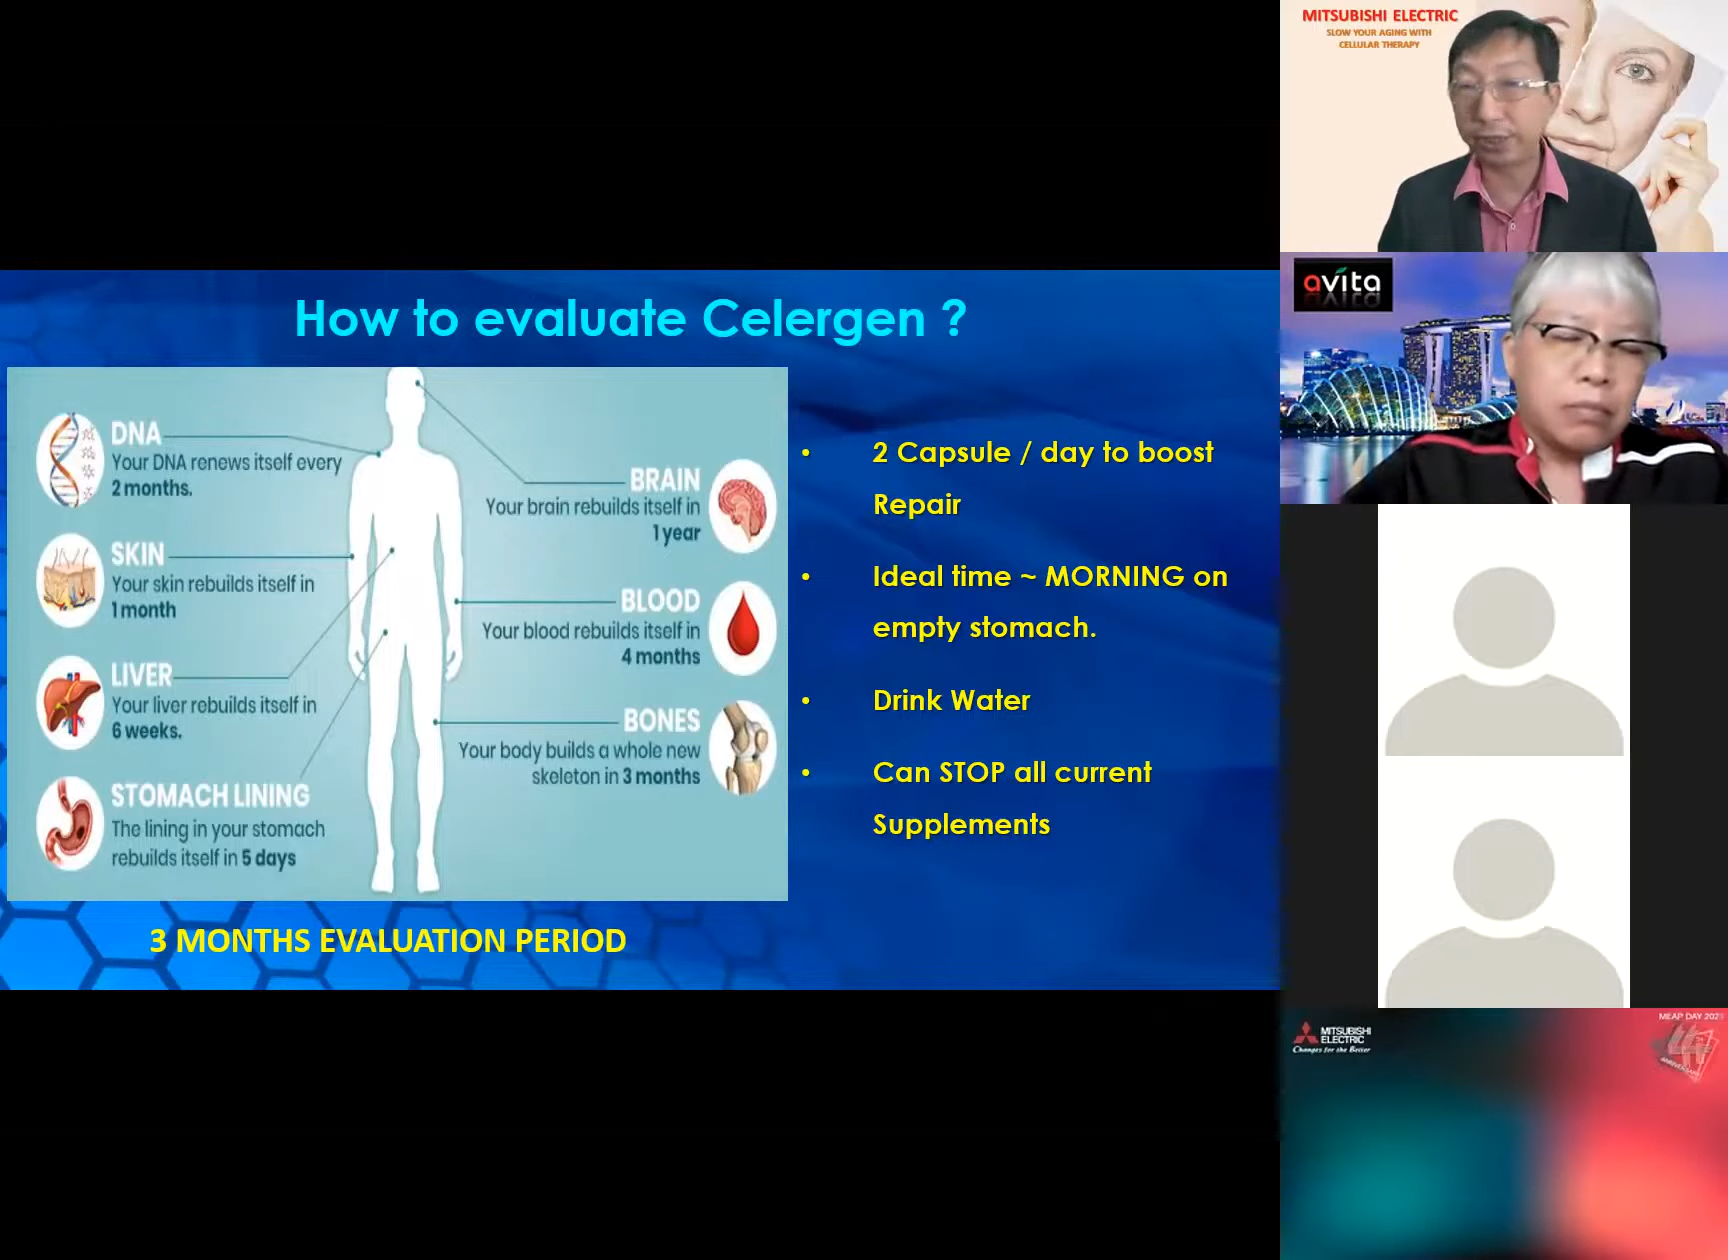 How to evaluate Celergen ?
DNA
Your DNA renews itself every
2 months.
SKIN
Your skin rebuilds itself in
1 month
LIVER
Your liver rebuilds itself in
6 weeks.
STOMACH LINING
The lining in your stomach
rebuilds itself in 5 days
BRAIN
Your brain rebuilds itself in
1 year
BLOOD
Your blood rebuilds itself in
4 months
BONES
Your body builds a whole new
skeleton in 3 months
3 MONTHS EVALUATION PERIOD
• 2 Capsule / day to boost
Repair
• Ideal time ~ MORNING on
empty stomach.
• Drink Water
• Can STOP all current
Supplements
MITSUBISHI ELECTRIC
SLOW YOUR AGING WITH
CELLULAR THERAPY
avita
MITSUBISHI
ELECTRIC
Changes for the Better
MEAP DAY
ANNIVERSARY